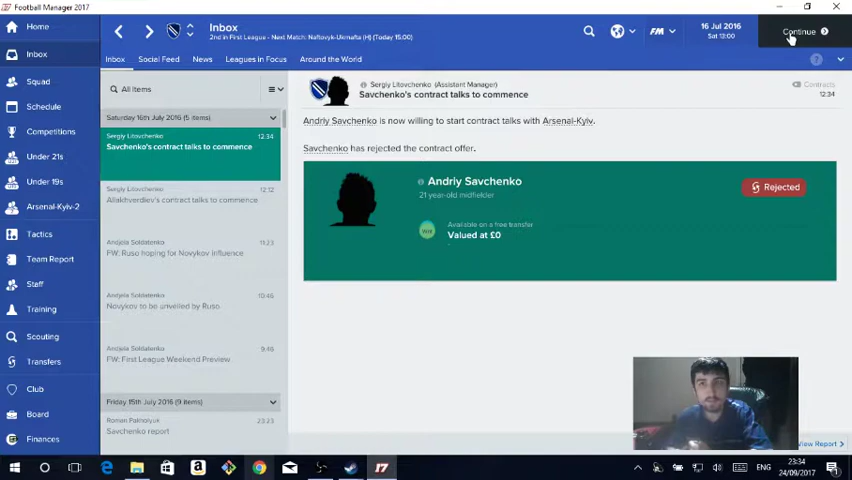 Football Manager 2017
Home
Inbox
Squad
Schedule
Competitions
Under 21s
Under 19s
Arsenal-Kyiv-2
Tactics
Team Report
Staff
Training
Scouting
Transfers
Club
Board
Finances
Inbox
2nd in First League - Next Match: Naftovyk-Ukrnafta (H) (Today 15:00)
FM
16 Jul 2016
Sat 12:00
Continue
Inbox
Social Feed
News
Leagues in Focus
Around the World
All Items
Saturday 16th July 2016 (5 items)
Sergiy Litovchenko
12:34
Savchenko's contract talks to commence
Sergiy Litovchenko
12:12
Allakhverdiev's contract talks to commence
Andjela Soldatenko
11:23
FW: Ruso hoping for Novykov influence
Andjela Soldatenko
10:46
Novykov to be unveiled by Ruso
Andjela Soldatenko
9:46
FW: First League Weekend Preview
Friday 15th July 2016 (9 items)
Roman Pakholyuk
23:23
Savchenko report
Sergiy Litovchenko (Assistant Manager)
Savchenko's contract talks to commence
Contracts
12:34
Andriy Savchenko is now willing to start contract talks with Arsenal-Kyiv.
Savchenko has rejected the contract offer.
Andriy Savchenko
21 year-old midfielder
Rejected
Available on a free transfer
Valued at £0
View Report
17
ENG
23:34
24/09/2017